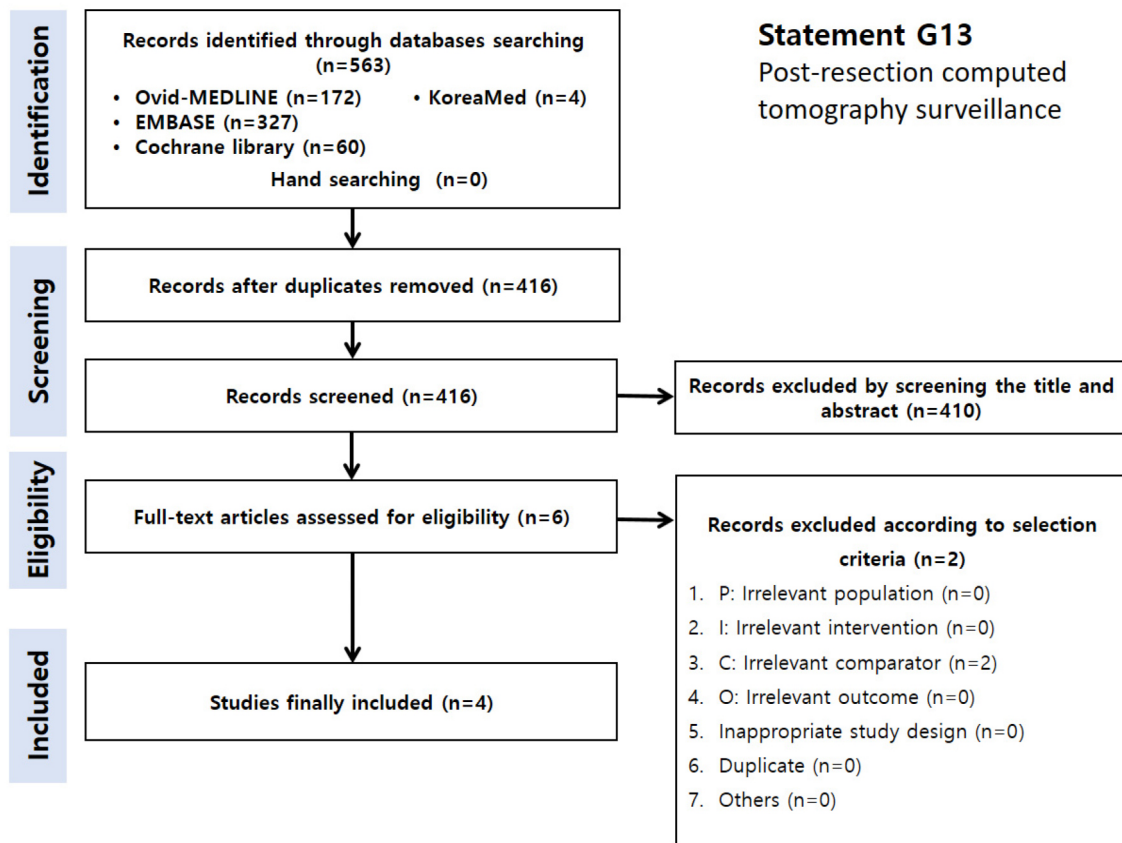 Statement G13
Post-resection computed
tomography surveillance
Identification
Records identified through databases searching
(n=563)
• Ovid-MEDLINE (n=172) • KoreaMed (n=4)
• EMBASE (n=327)
• Cochrane library (n=60)
Hand searching (n=0)
Screening
Records after duplicates removed (n=416)
Records screened (n=416)
Records excluded by screening the title and
abstract (n=410)
Eligibility
Full-text articles assessed for eligibility (n=6)
Records excluded according to selection
criteria (n=2)
1. P: Irrelevant population (n=0)
2. I: Irrelevant intervention (n=0)
3. C: Irrelevant comparator (n=2)
4. O: Irrelevant outcome (n=0)
5. Inappropriate study design (n=0)
6. Duplicate (n=0)
7. Others (n=0)
Included
Studies finally included (n=4)